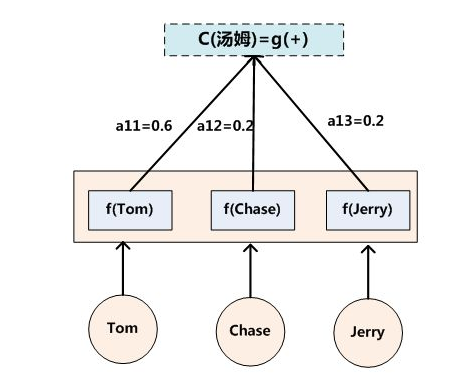 C(汤姆)=g(+)
a11=0.6 a12=0.2 a13=0.2
f(Tom) f(Chase) f(Jerry)
Tom Chase Jerry